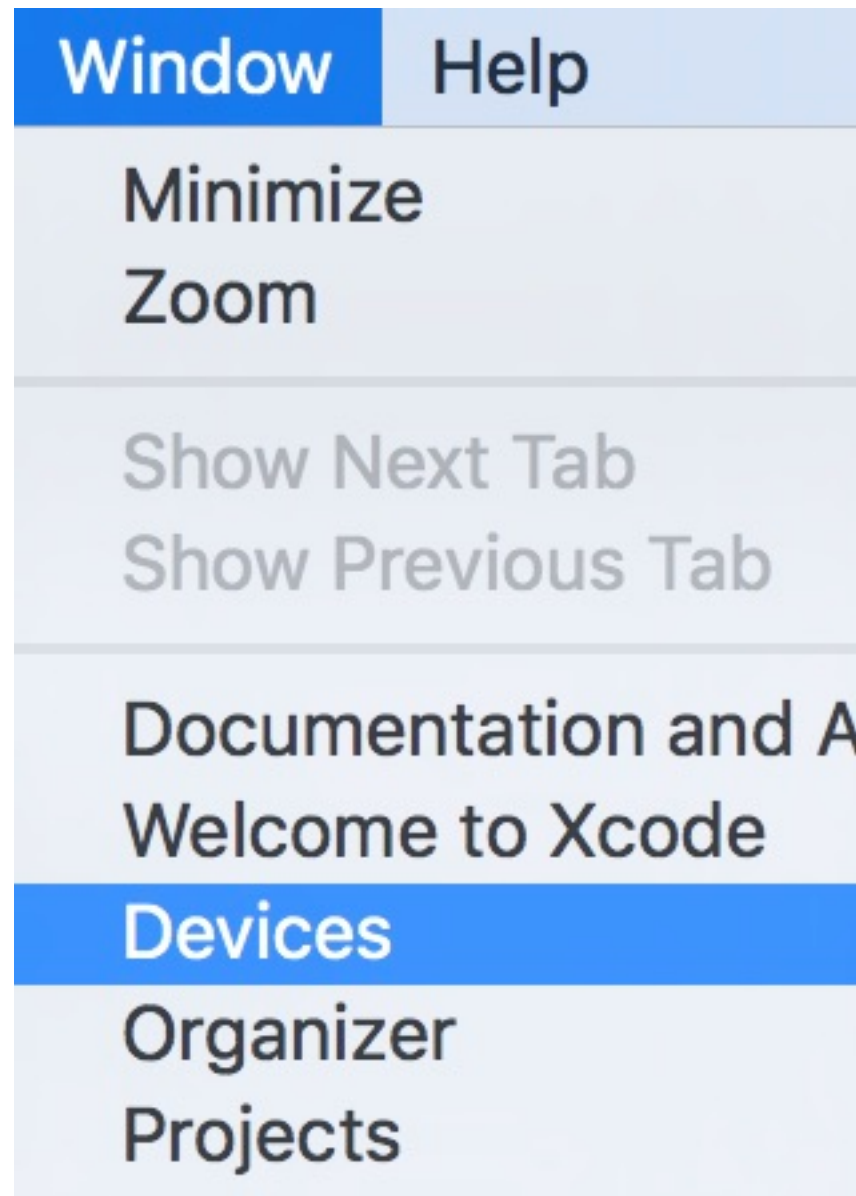 Window Help
Minimize
Zoom
Show Next Tab
Show Previous Tab
Documentation and A
Welcome to Xcode
Devices
Organizer
Projects